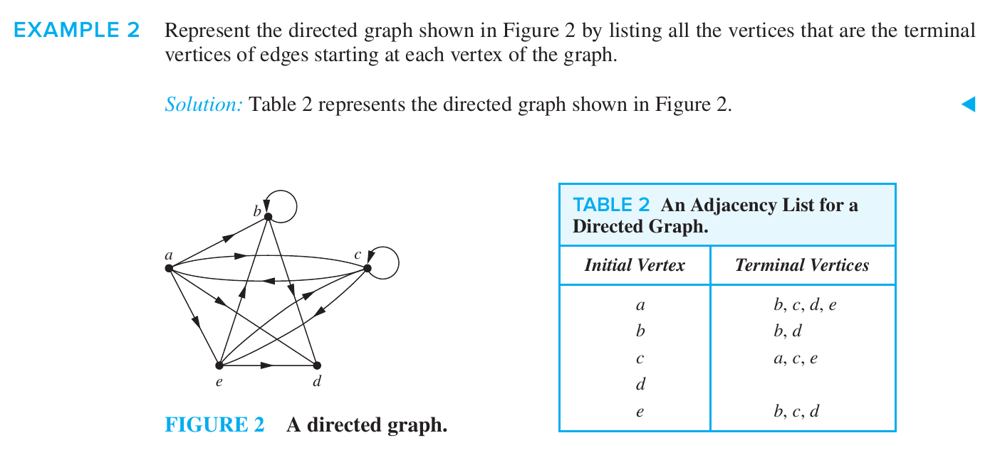 EXAMPLE 2 Represent the directed graph shown in Figure 2 by listing all the vertices that are the terminal
vertices of edges starting at each vertex of the graph.
Solution: Table 2 represents the directed graph shown in Figure 2.
b
a
c
e
d
FIGURE 2 A directed graph.
TABLE 2 An Adjacency List for a
Directed Graph.
Initial Vertex Terminal Vertices
a b, c, d, e
b b, d
c a, c, e
d
e b, c, d